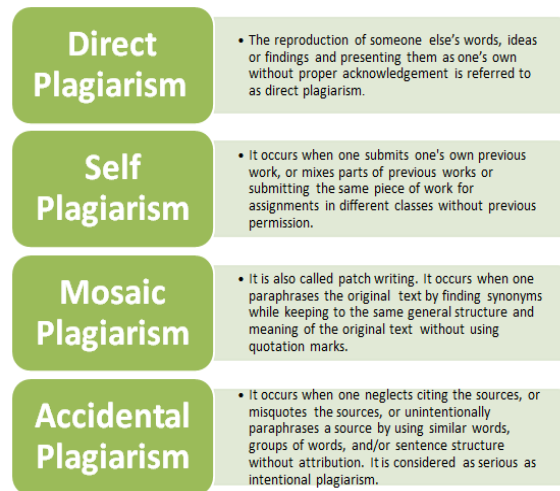 Direct
Plagiarism
• The reproduction of someone else's words, ideas
or findings and presenting them as one's own
without proper acknowledgement is referred to
as direct plagiarism.
Self
Plagiarism
• It occurs when one submits one's own previous
work, or mixes parts of previous works or
submitting the same piece of work for
assignments in different classes without previous
permission.
Mosaic
Plagiarism
• It is also called patch writing. It occurs when one
paraphrases the original text by finding synonyms
while keeping to the same general structure and
meaning of the original text without using
quotation marks.
Accidental
Plagiarism
• It occurs when one neglects citing the sources, or
misquotes the sources, or unintentionally
paraphrases a source by using similar words,
groups of words, and/or sentence structure
without attribution. It is considered as serious as
intentional plagiarism.